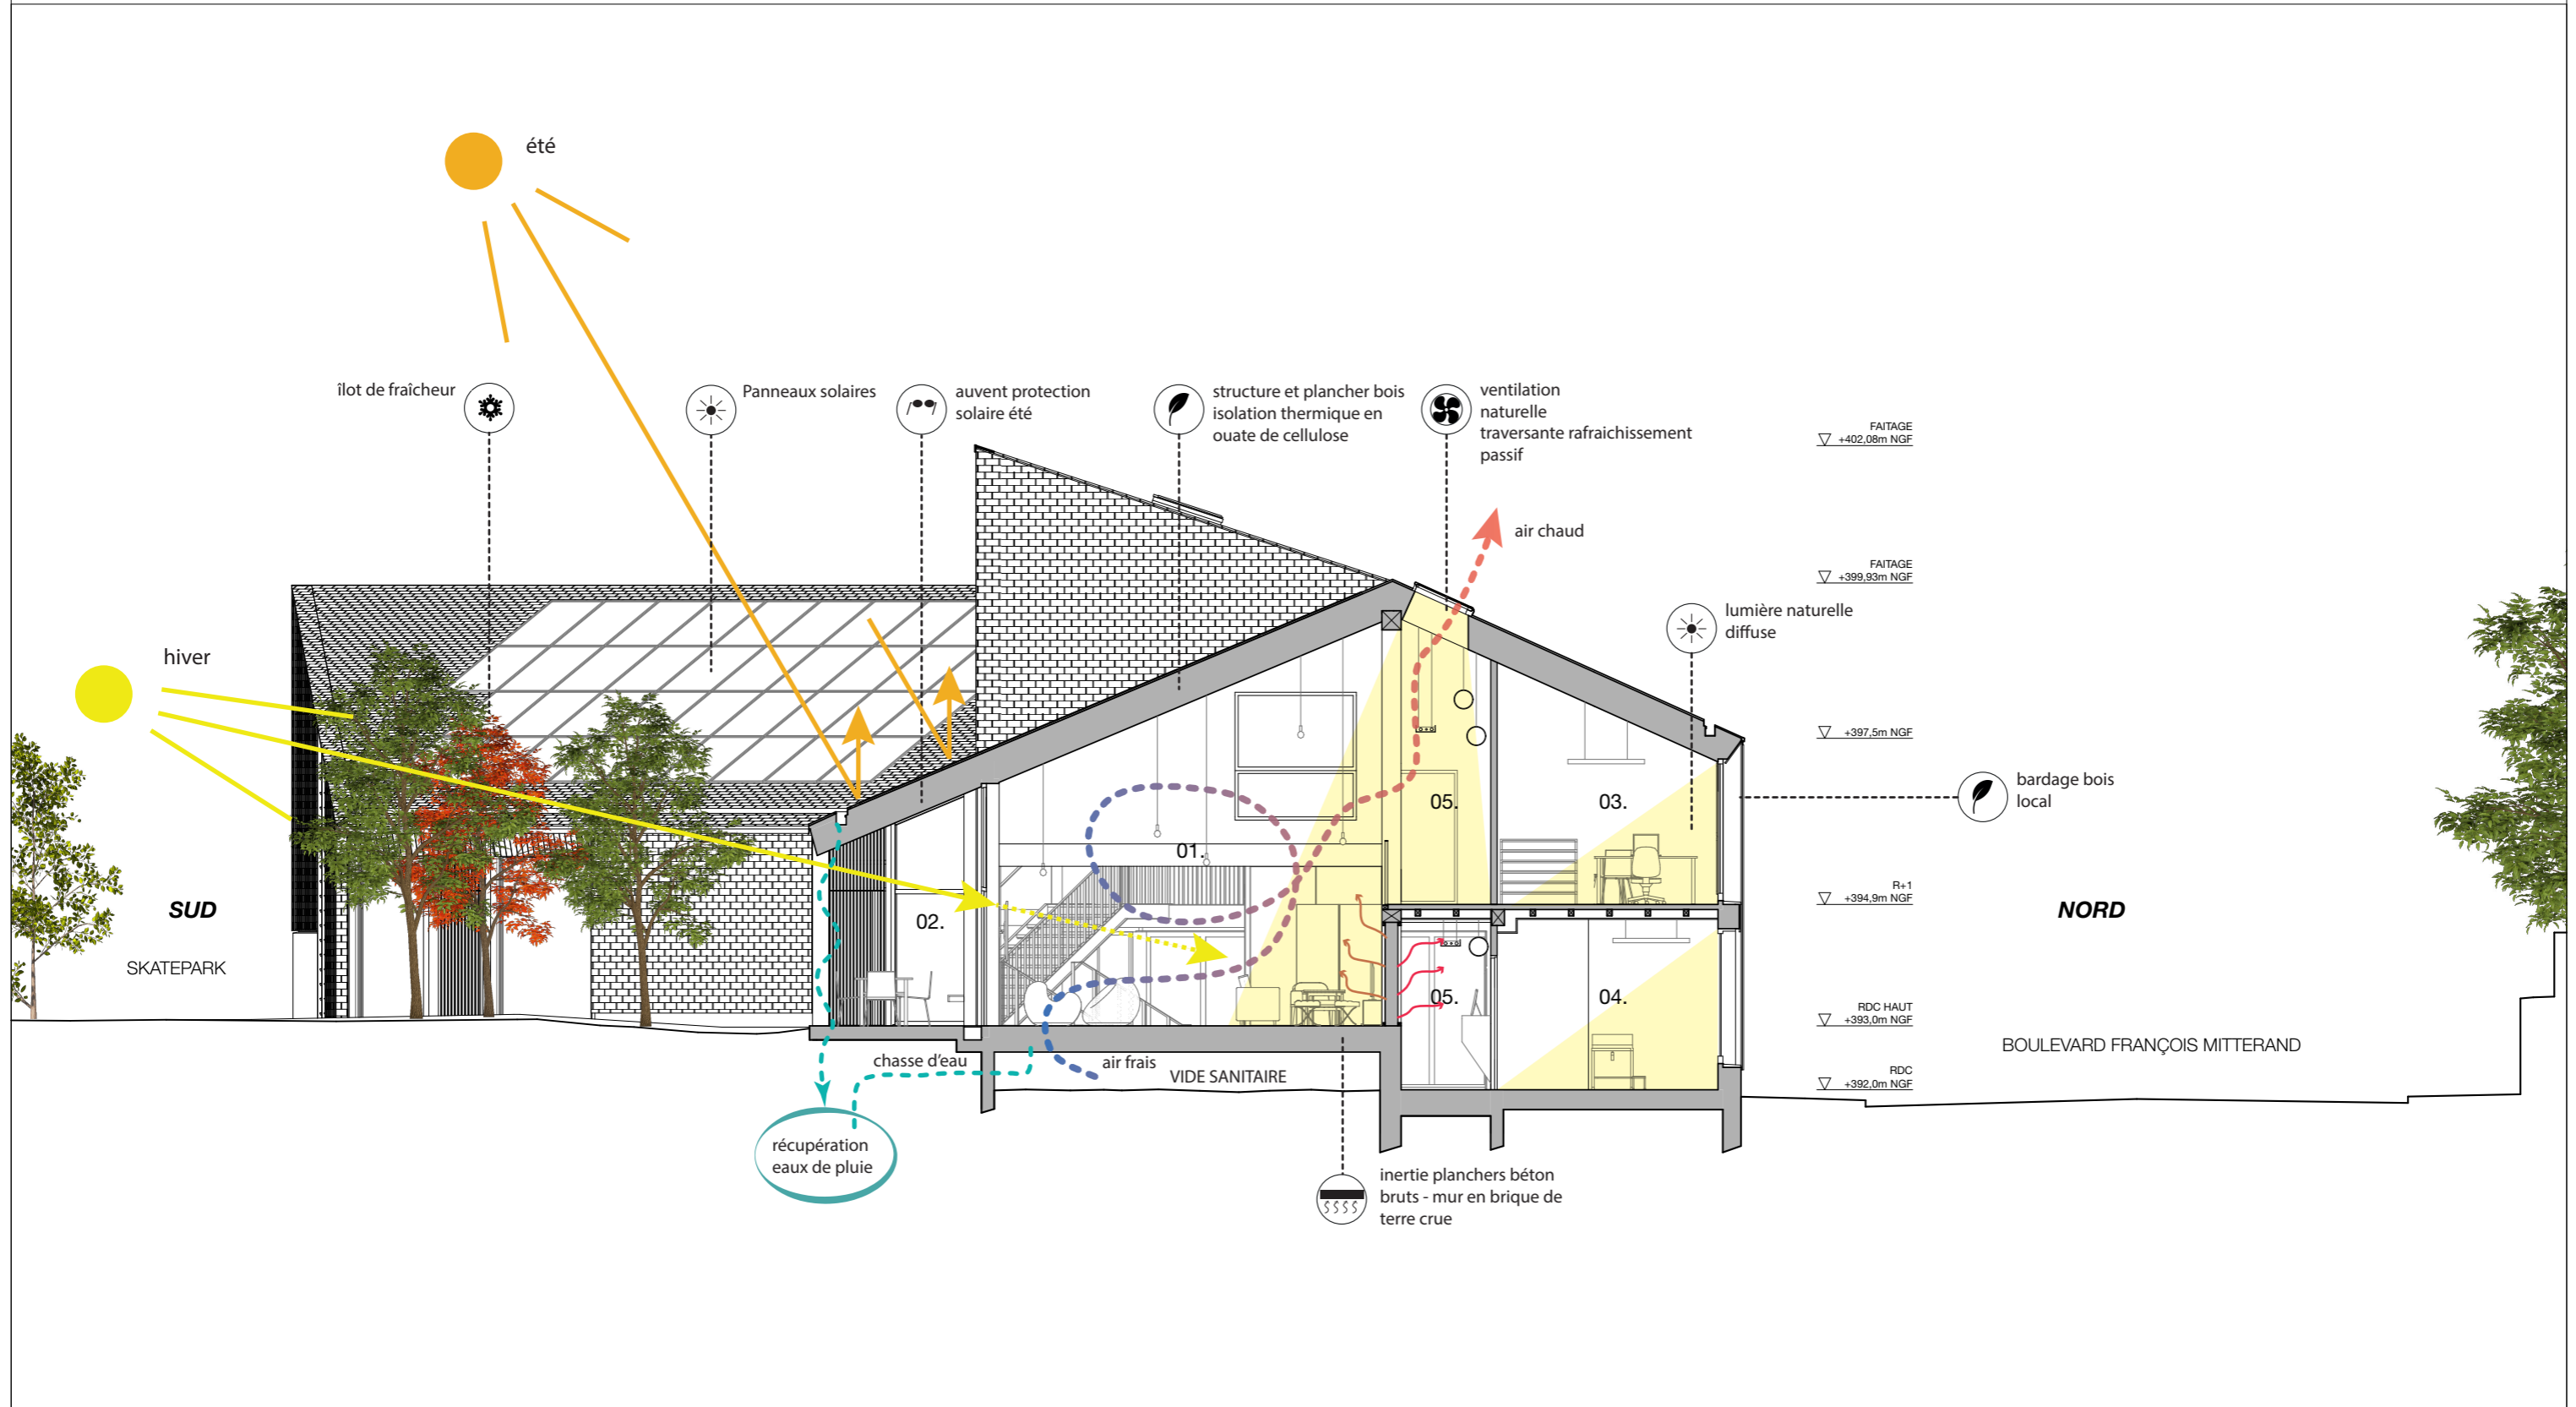 été
îlot de fraîcheur
Panneaux solaires
auvent protection
solaire été
structure et plancher bois
isolation thermique en
ouate de cellulose
ventilation
naturelle
traversante rafraichissement
passif
FAITAGE
+402,08m NGF
air chaud
FAITAGE
+399,93m NGF
lumière naturelle
diffuse
hiver
+397,5m NGF
bardage bois
local
05.
03.
01.
R+1
+394,9m NGF
SUD
02.
NORD
SKATEPARK
05.
04.
RDC HAUT
+393,0m NGF
BOULEVARD FRANÇOIS MITTERAND
chasse d'eau
air frais
VIDE SANITAIRE
RDC
+392,0m NGF
récupération
eaux de pluie
inertie planchers béton
bruts - mur en brique de
terre crue